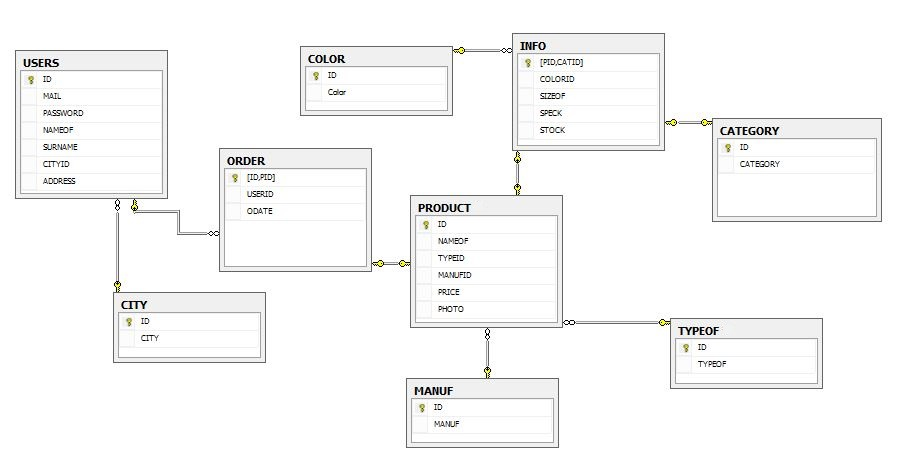 USERS
ID
MAIL
PASSWORD
NAMEOF
SURNAME
CITYID
ADDRESS
COLOR
ID
Color
INFO
[PID,CATID]
COLORID
SIZEOF
SPECK
STOCK
CATEGORY
ID
CATEGORY
ORDER
[ID,PID]
USERID
ODATE
PRODUCT
ID
NAMEOF
TYPEID
MANUFID
PRICE
PHOTO
CITY
ID
CITY
TYPEOF
ID
TYPEOF
MANUF
ID
MANUF